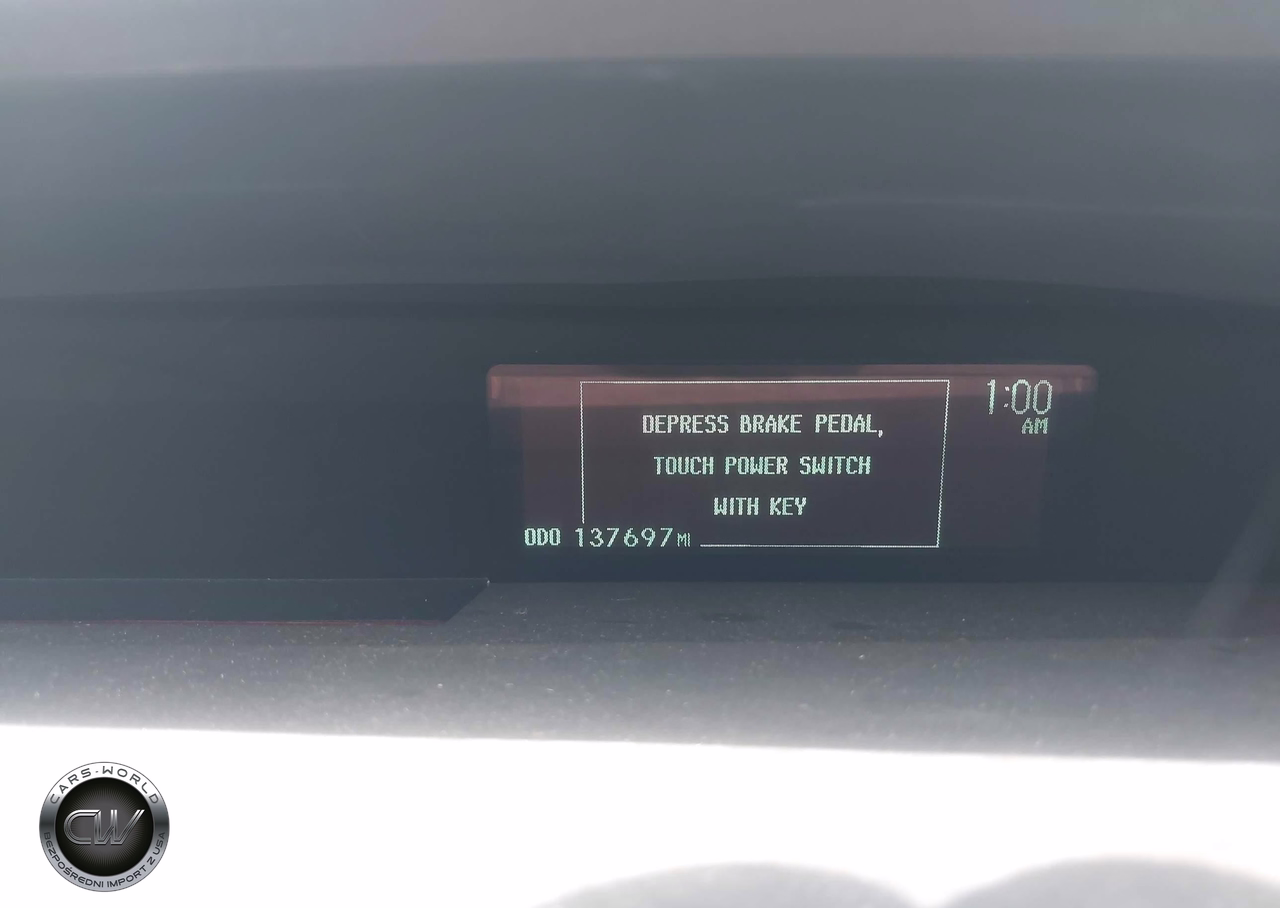 1:00
AM
DEPRESS BRAKE PEDAL,
TOUCH POWER SWITCH
WITH KEY
ODO 137697MI
CARS-WORLD
CW
BEZPOŚREDNI IMPORT Z USA